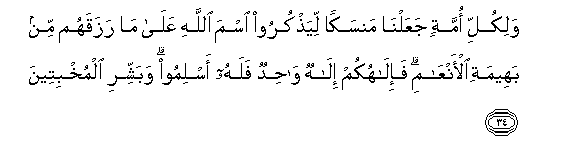 وَلِكُلِّ أُمَّةٍ جَعَلْنَا مَنسَكًا لِّيَذْكُرُوا۟ ٱسْمَ ٱللَّهِ عَلَىٰ مَا رَزَقَهُم مِّنۢ
بَهِيمَةِ ٱلْأَنْعَـٰمِ ۗ فَإِلَـٰهُكُمْ إِلَـٰهٌ وَٰحِدٌ فَلَهُۥٓ أَسْلِمُوا۟ ۗ وَبَشِّرِ ٱلْمُخْبِتِينَ
٣٤